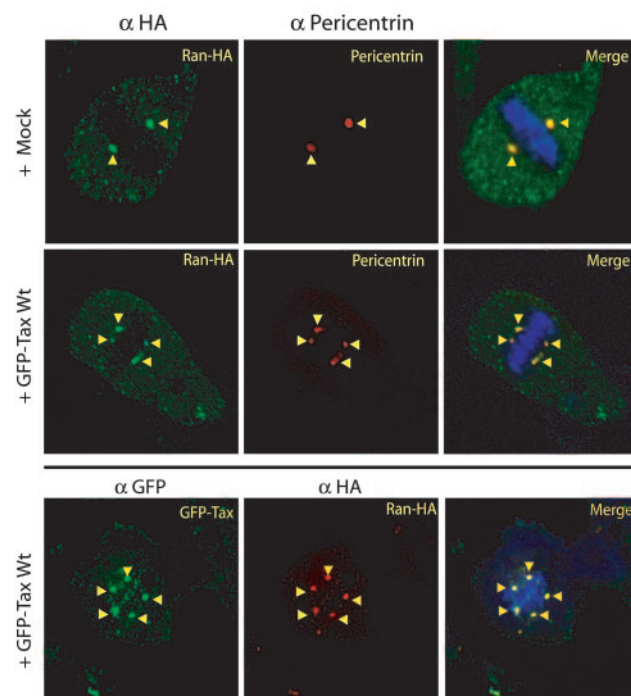 α HA
α Pericentrin
+ Mock
Ran-HA
Pericentrin
Merge
+ GFP-Tax Wt
Ran-HA
Pericentrin
Merge
α GFP
α HA
+ GFP-Tax Wt
GFP-Tax
Ran-HA
Merge